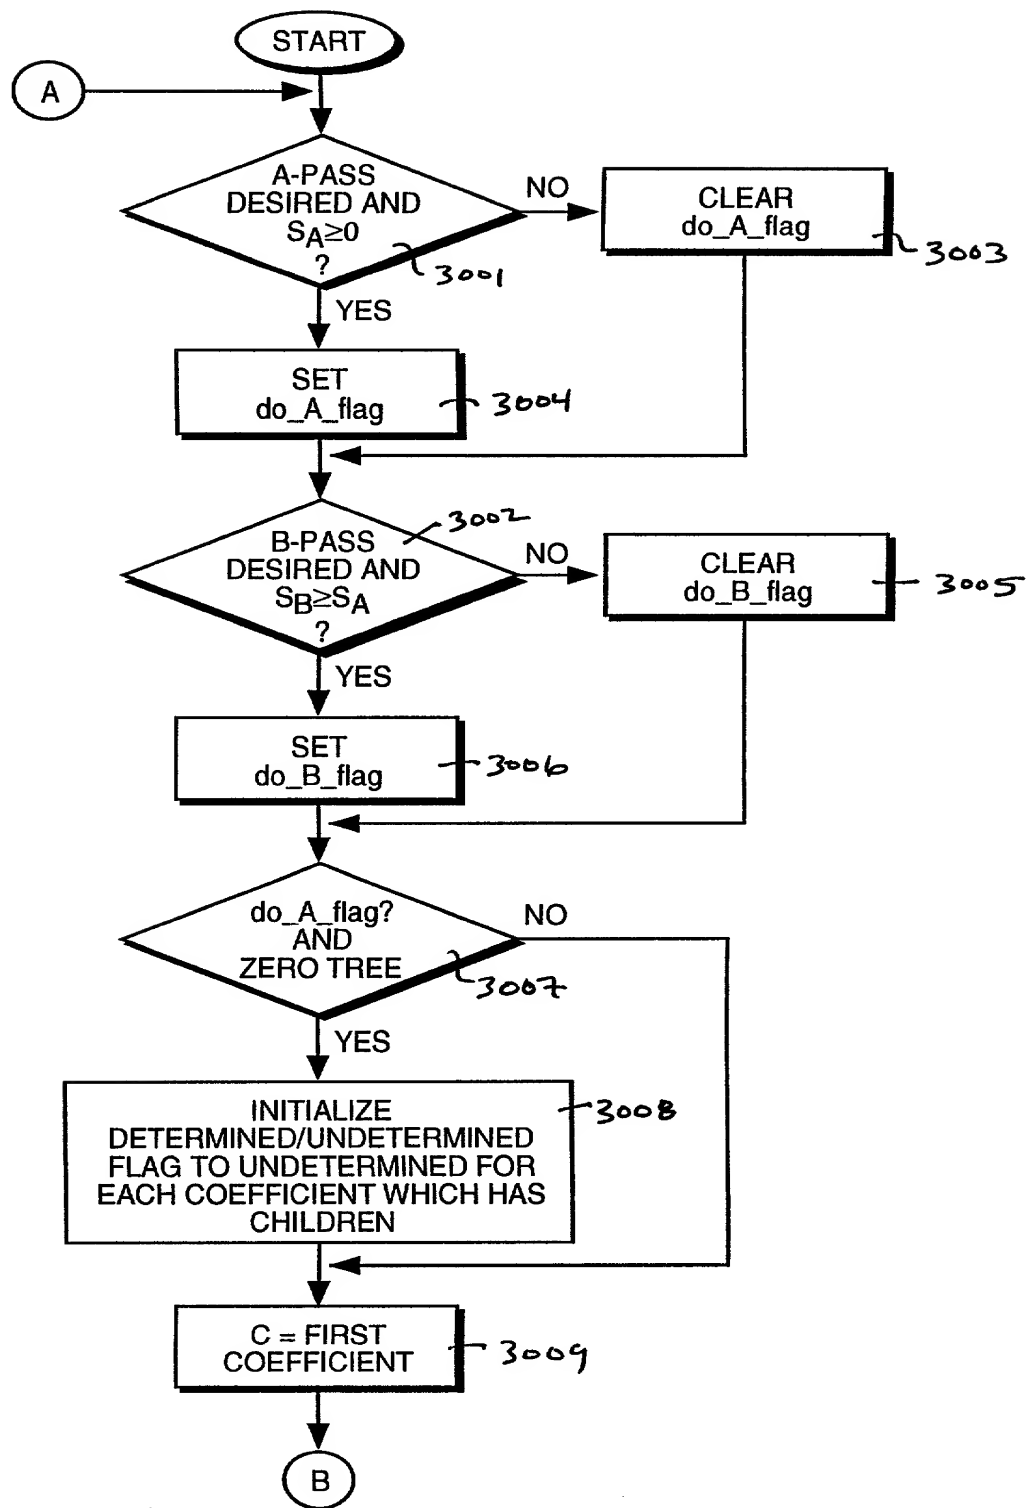 START
A
A-PASS
DESIRED AND
SA≥0
?
3001
NO
CLEAR
do_A_flag
3003
YES
SET
do_A_flag
3004
3002
B-PASS
DESIRED AND
SB≥SA
?
NO
CLEAR
do_B_flag
3005
YES
SET
do_B_flag
3006
do_A_flag?
AND
ZERO TREE
3007
NO
YES
INITIALIZE
DETERMINED/UNDETERMINED
FLAG TO UNDETERMINED FOR
EACH COEFFICIENT WHICH HAS
CHILDREN
3008
C = FIRST
COEFFICIENT
3009
B